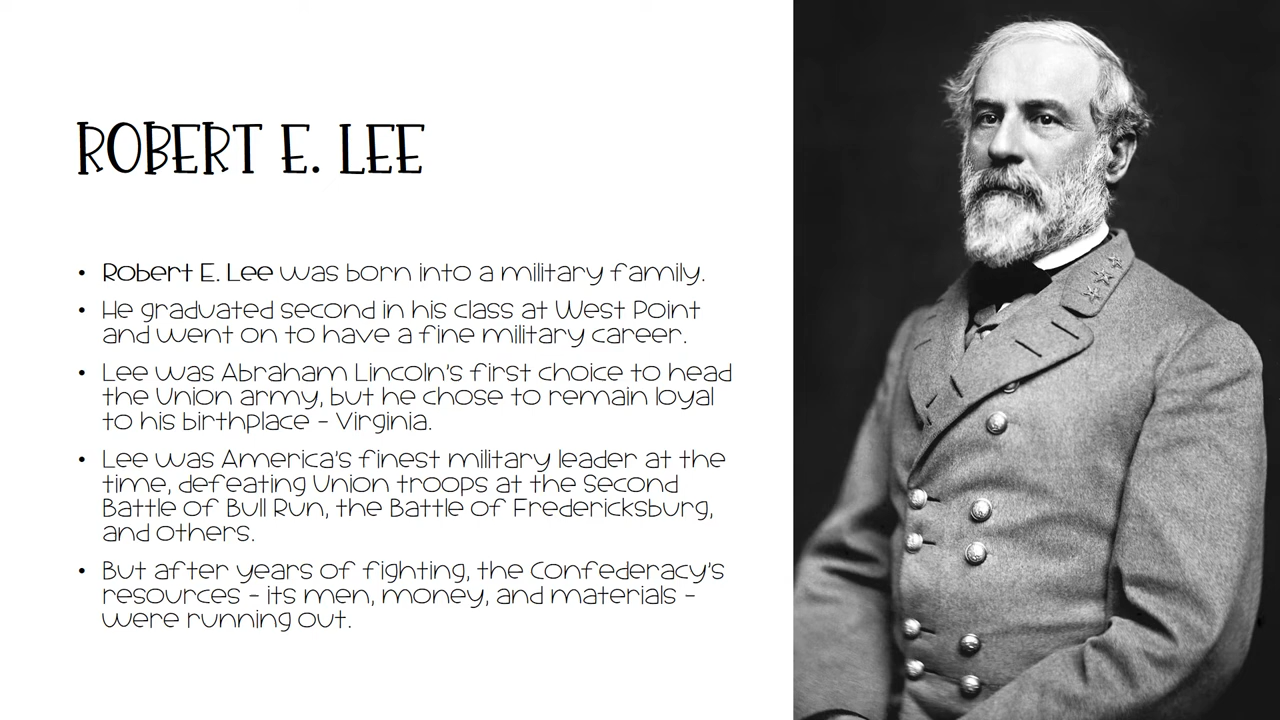 ROBERT E. LEE
• Robert E. Lee was born into a military family.
• He graduated second in his class at West Point
and went on to have a fine military career.
• Lee was Abraham Lincoln's first choice to head
the Union army, but he chose to remain loyal
to his birthplace – Virginia.
• Lee was America's finest military leader at the
time, defeating Union troops at the Second
Battle of Bull Run, the Battle of Fredericksburg,
and others.
• But after years of fighting, the Confederacy's
resources – its men, money, and materials –
were running out.